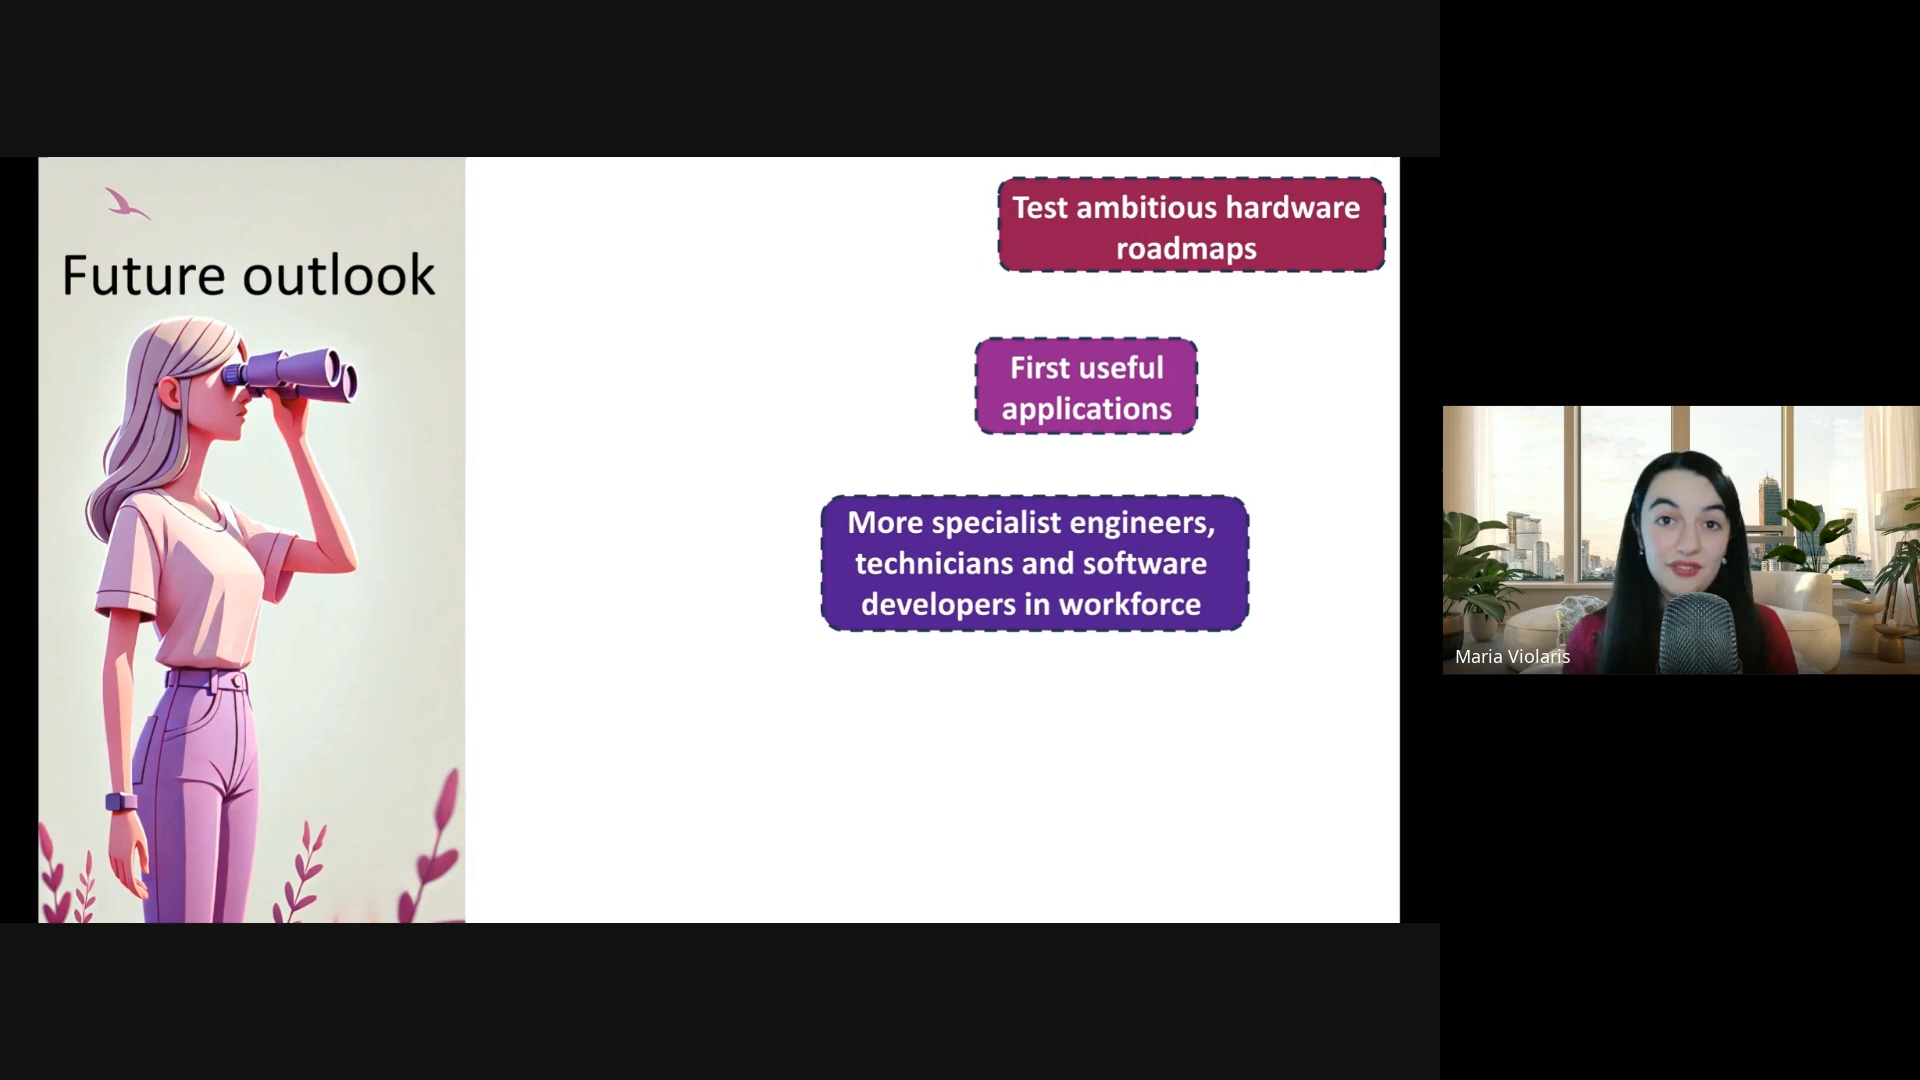 Future outlook
Test ambitious hardware
roadmaps
First useful
applications
More specialist engineers,
technicians and software
developers in workforce
Maria Violaris